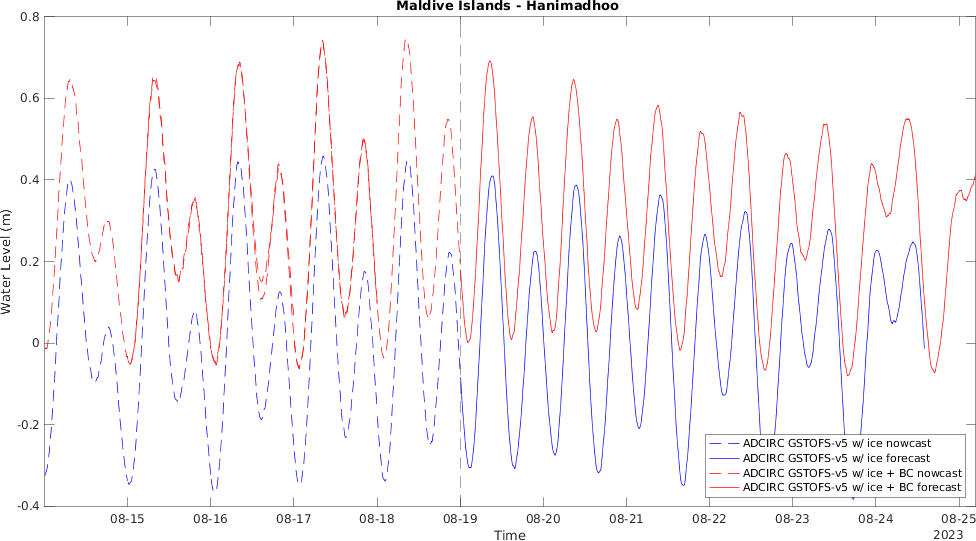 Maldive Islands - Hanimadhoo
0.8
0.6
0.4
0.2
0
-0.2
-0.4
Water Level (m)
08-15 08-16 08-17 08-18 08-19 08-20 08-21 08-22 08-23 08-24 08-25
Time
2023
ADCIRC GSTOFS-v5 w/ ice nowcast
ADCIRC GSTOFS-v5 w/ ice forecast
ADCIRC GSTOFS-v5 w/ ice + BC nowcast
ADCIRC GSTOFS-v5 w/ ice + BC forecast